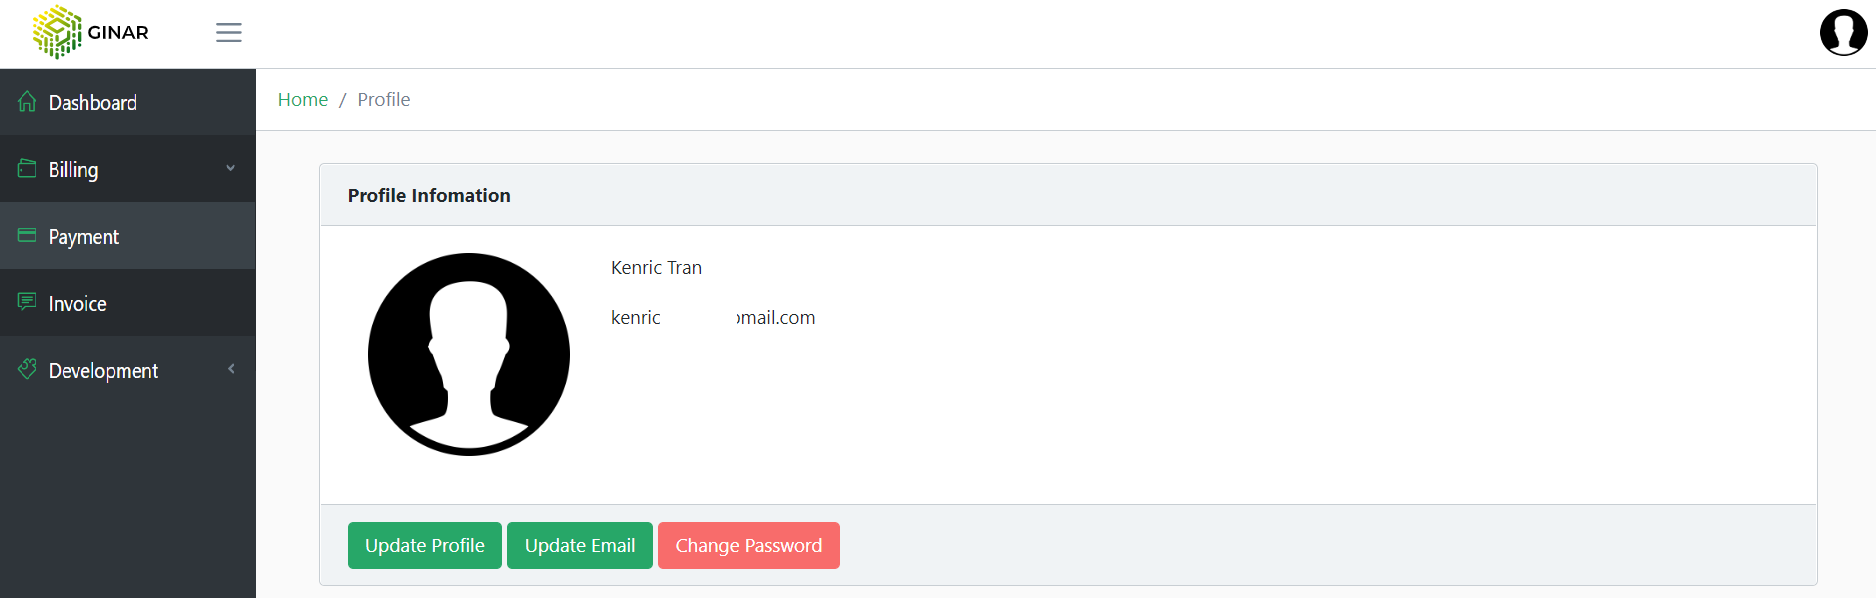 GINAR
Dashboard
Billing
Payment
Invoice
Development
Home / Profile
Profile Infomation
Kenric Tran
kenric mail.com
Update Profile
Update Email
Change Password